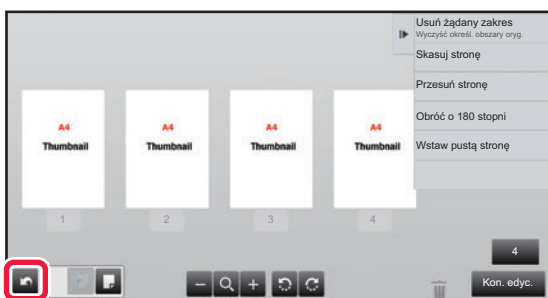 Usuń żądany zakres
Wyczyść określ. obszary oryg.
Skasuj stronę
Przesuń stronę
Obróć o 180 stopni
Wstaw pustą stronę
A4
Thumbnail
A4
Thumbnail
A4
Thumbnail
A4
Thumbnail
1
2
3
4
4
Kon. edyc.